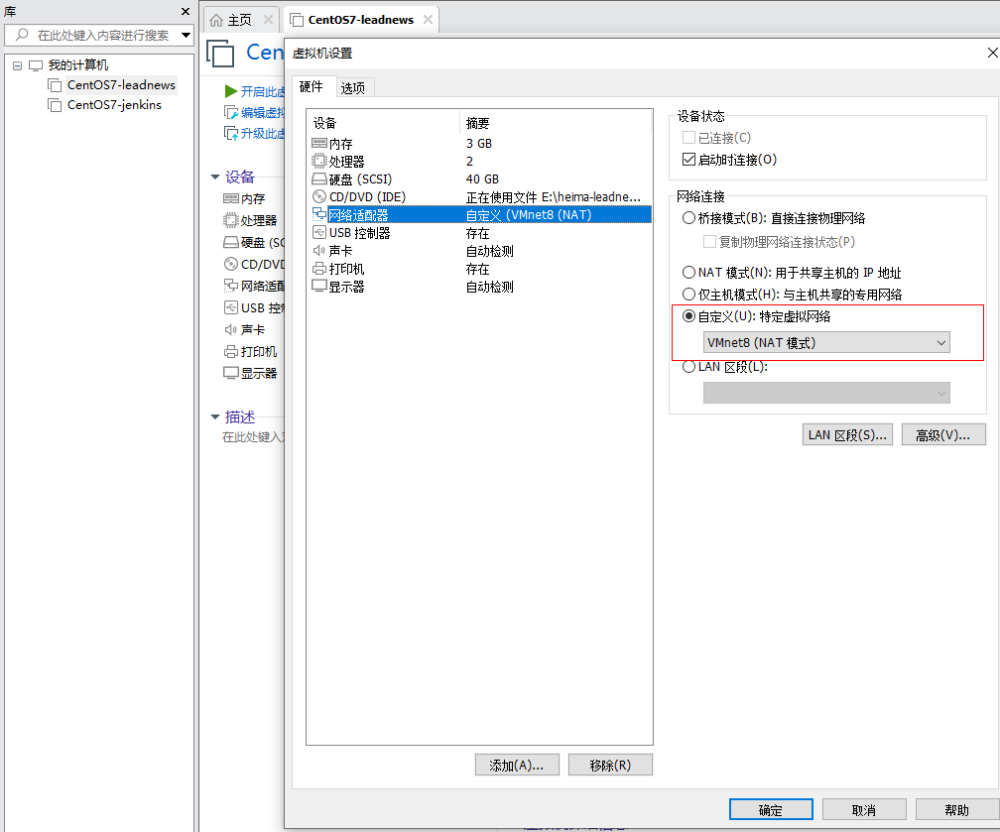 库
在此处键入内容进行搜索
我的计算机
CentOS7-leadnews
CentOS7-jenkins
主页
CentOS7-leadnews
Cen
开启此虚
编辑虚拟
升级此虚
设备
内存
处理器
硬盘 (SC
CD/DVD
网络适配
USB 控制
声卡
打印机
显示器
描述
在此处键入对
虚拟机设置
硬件
选项
设备 摘要
内存 3 GB
处理器 2
硬盘 (SCSI) 40 GB
CD/DVD (IDE) 正在使用文件 E:\heima-leadne...
网络适配器 自定义 (VMnet8 (NAT)
USB 控制器 存在
声卡 自动检测
打印机 存在
显示器 自动检测
添加(A)... 移除(R)
设备状态
已连接(C)
启动时连接(O)
网络连接
桥接模式(B): 直接连接物理网络
复制物理网络连接状态(P)
NAT 模式(N): 用于共享主机的 IP 地址
仅主机模式(H): 与主机共享的专用网络
自定义(U): 特定虚拟网络
VMnet8 (NAT 模式)
LAN 区段(L):
LAN 区段(S)... 高级(V)...
确定 取消 帮助